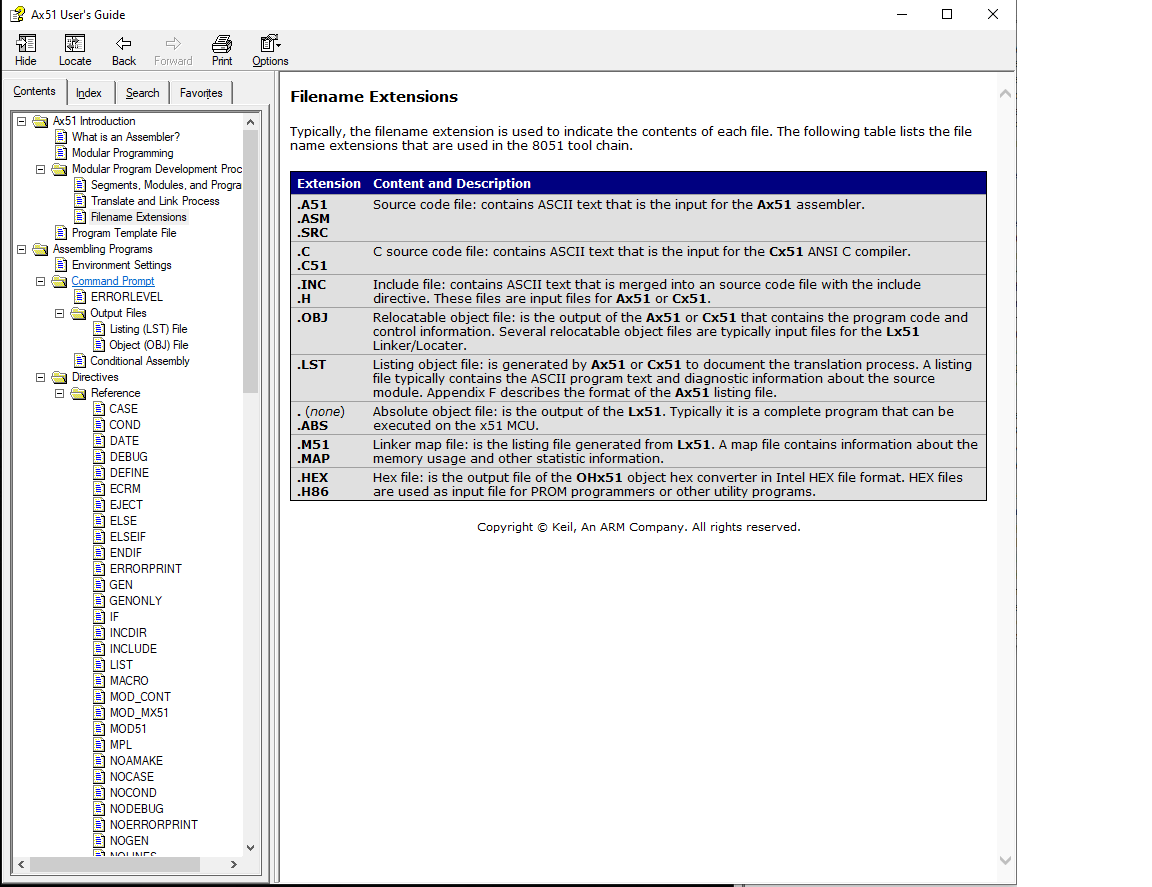 Ax51 User's Guide
Hide Locate Back Forward Print Options
Contents Index Search Favorites
Ax51 Introduction
What is an Assembler?
Modular Programming
Modular Program Development Proc
Segments, Modules, and Progra
Translate and Link Process
Filename Extensions
Program Template File
Assembling Programs
Environment Settings
Command Prompt
ERRORLEVEL
Output Files
Listing (LST) File
Object (OBJ) File
Conditional Assembly
Directives
Reference
CASE
COND
DATE
DEBUG
DEFINE
ECRM
EJECT
ELSE
ELSEIF
ENDIF
ERRORPRINT
GEN
GENONLY
IF
INCDIR
INCLUDE
LIST
MACRO
MOD_CONT
MOD_MX51
MOD51
MPL
NOAMAKE
NOCASE
NOCOND
NODEBUG
NOERRORPRINT
NOGEN
NOLINES
Filename Extensions
Typically, the filename extension is used to indicate the contents of each file. The following table lists the file
name extensions that are used in the 8051 tool chain.
Extension Content and Description
.A51 Source code file: contains ASCII text that is the input for the Ax51 assembler.
.ASM
.SRC
.C C source code file: contains ASCII text that is the input for the Cx51 ANSI C compiler.
.C51
.INC Include file: contains ASCII text that is merged into an source code file with the include
.H directive. These files are input files for Ax51 or Cx51.
.OBJ Relocatable object file: is the output of the Ax51 or Cx51 that contains the program code and
control information. Several relocatable object files are typically input files for the Lx51
Linker/Locater.
.LST Listing object file: is generated by Ax51 or Cx51 to document the translation process. A listing
file typically contains the ASCII program text and diagnostic information about the source
module. Appendix F describes the format of the Ax51 listing file.
. (none) Absolute object file: is the output of the Lx51. Typically it is a complete program that can be
.ABS executed on the x51 MCU.
.M51 Linker map file: is the listing file generated from Lx51. A map file contains information about the
.MAP memory usage and other statistic information.
.HEX Hex file: is the output file of the OHx51 object hex converter in Intel HEX file format. HEX files
.H86 are used as input file for PROM programmers or other utility programs.
Copyright © Keil, An ARM Company. All rights reserved.